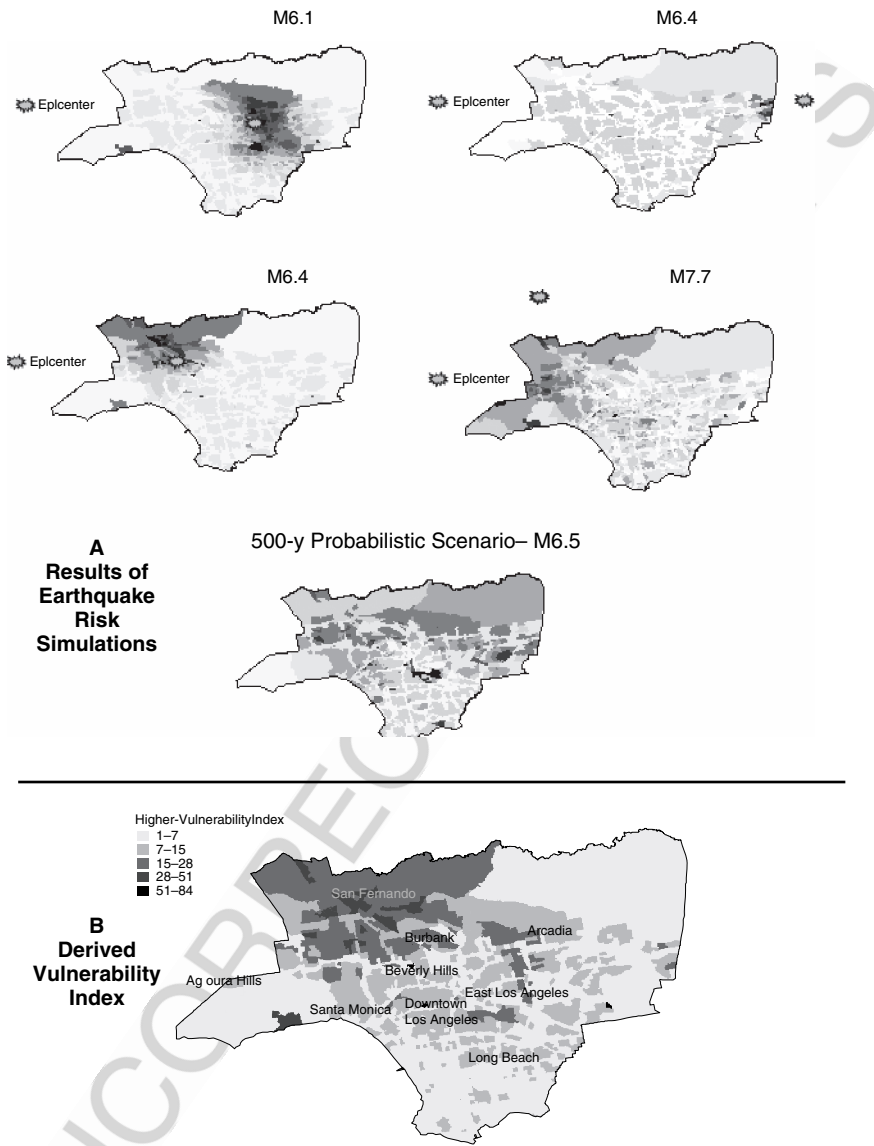 M6.1
M6.4
Eplcenter
Eplcenter
M6.4
M7.7
Eplcenter
Eplcenter
A
Results of
Earthquake
Risk
Simulations
500-y Probabilistic Scenario– M6.5
Higher-VulnerabilityIndex
1–7
7–15
15–28
28–51
51–84
B
Derived
Vulnerability
Index
San Fernando
Burbank
Arcadia
Beverly Hills
Ag oura Hills
East Los Angeles
Santa Monica
Downtown
Los Angeles
Long Beach
NCORREC
S